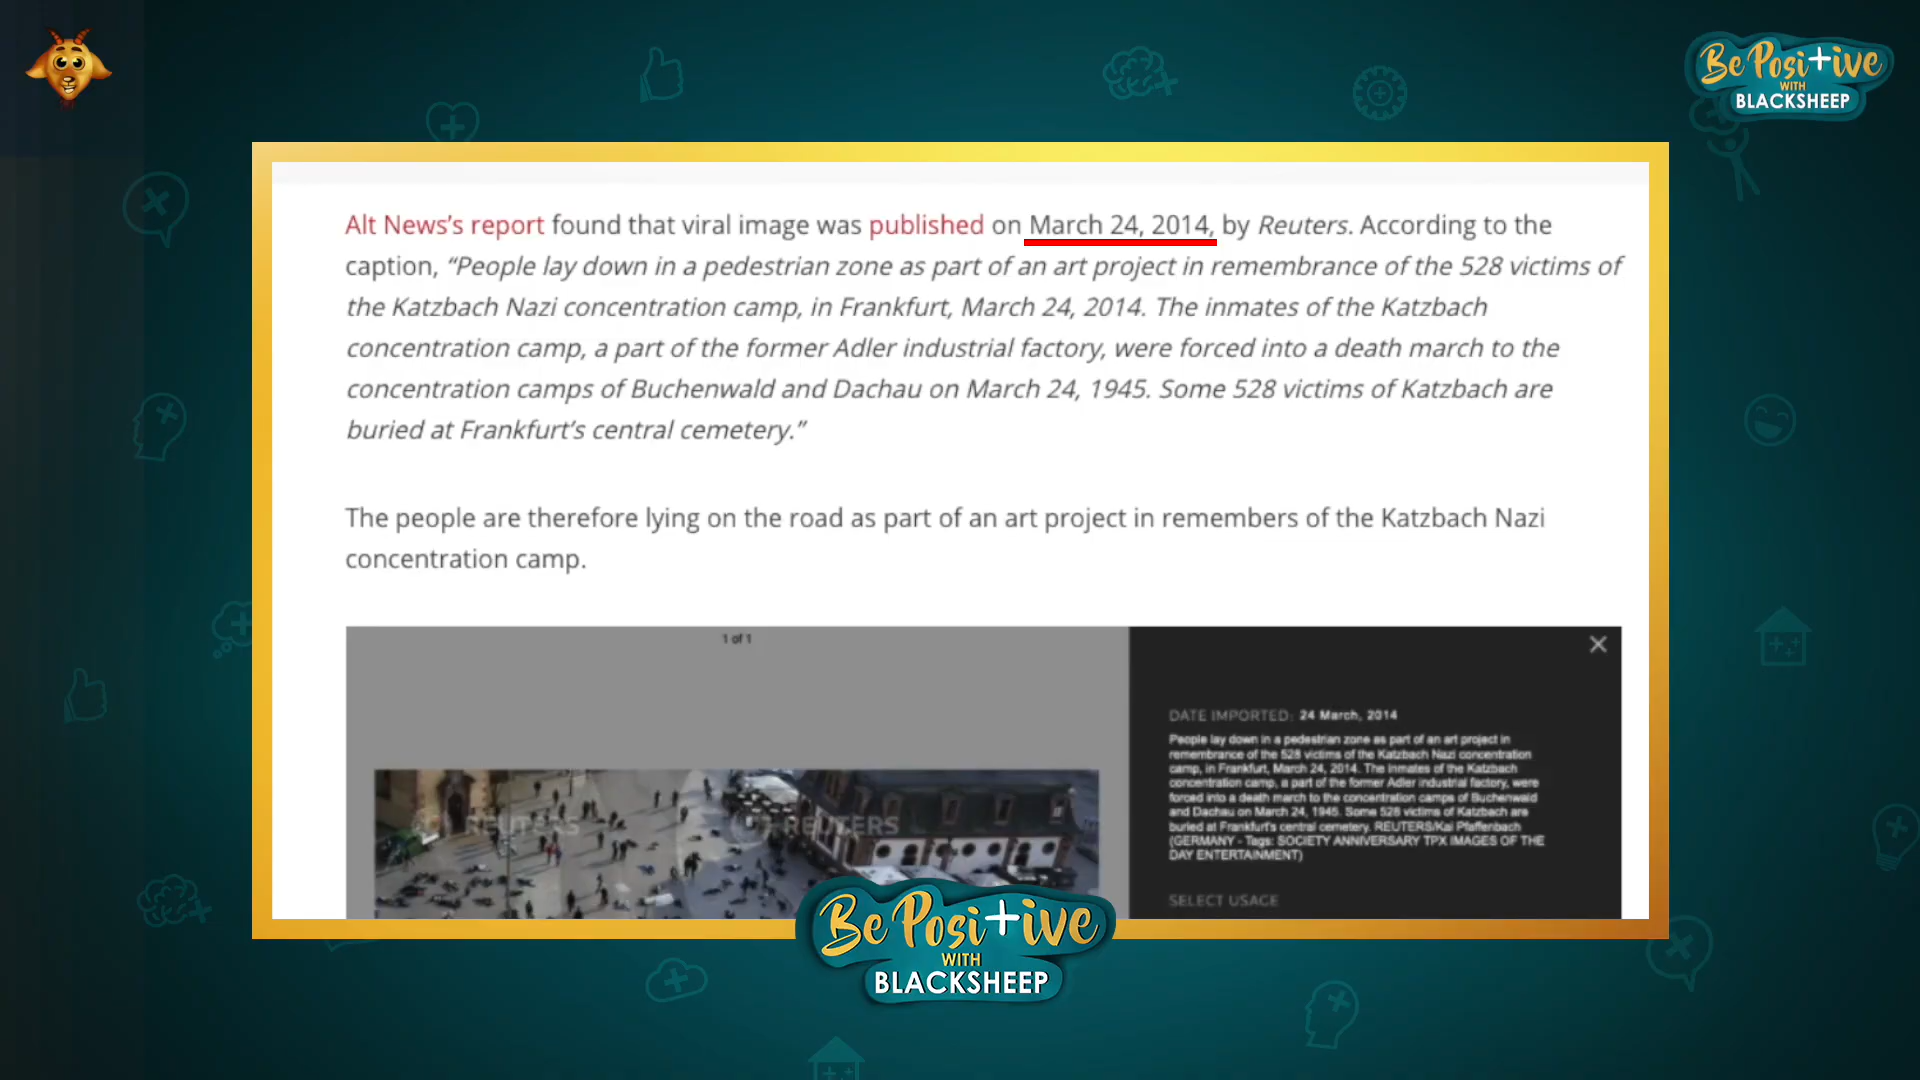 Be Posi+ive
WITH
BLACKSHEEP
Alt News’s report found that viral image was published on March 24, 2014, by Reuters. According to the
caption, “People lay down in a pedestrian zone as part of an art project in remembrance of the 528 victims of
the Katzbach Nazi concentration camp, in Frankfurt, March 24, 2014. The inmates of the Katzbach
concentration camp, a part of the former Adler industrial factory, were forced into a death march to the
concentration camps of Buchenwald and Dachau on March 24, 1945. Some 528 victims of Katzbach are
buried at Frankfurt’s central cemetery.”
The people are therefore lying on the road as part of an art project in remembers of the Katzbach Nazi
concentration camp.
1 of 1
DATE IMPORTED: 24 March, 2014
People lay down in a pedestrian zone as part of an art project in
remembrance of the 528 victims of the Katzbach Nazi concentration
camp, in Frankfurt, March 24, 2014. The inmates of the Katzbach
concentration camp, a part of the former Adler industrial factory, were
forced into a death march to the concentration camps of Buchenwald
and Dachau on March 24, 1945. Some 528 victims of Katzbach are
buried at Frankfurt's central cemetery. REUTERS/Kai Pfaffenbach
(GERMANY - Tags: SOCIETY ANNIVERSARY TPX IMAGES OF THE
DAY ENTERTAINMENT)
REUTERS REUTERS
SELECT USAGE
Be Posi+ive
WITH
BLACKSHEEP